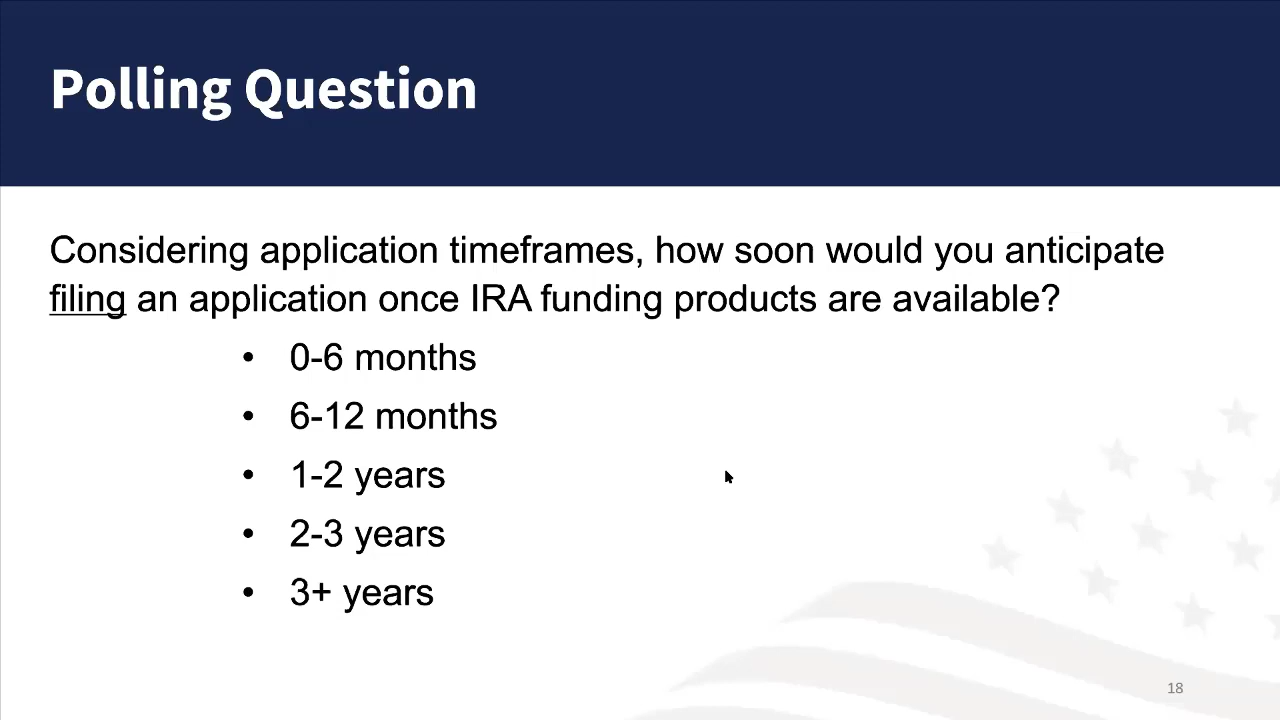 Polling Question
Considering application timeframes, how soon would you anticipate
filing an application once IRA funding products are available?
• 0-6 months
• 6-12 months
• 1-2 years
• 2-3 years
• 3+ years
18